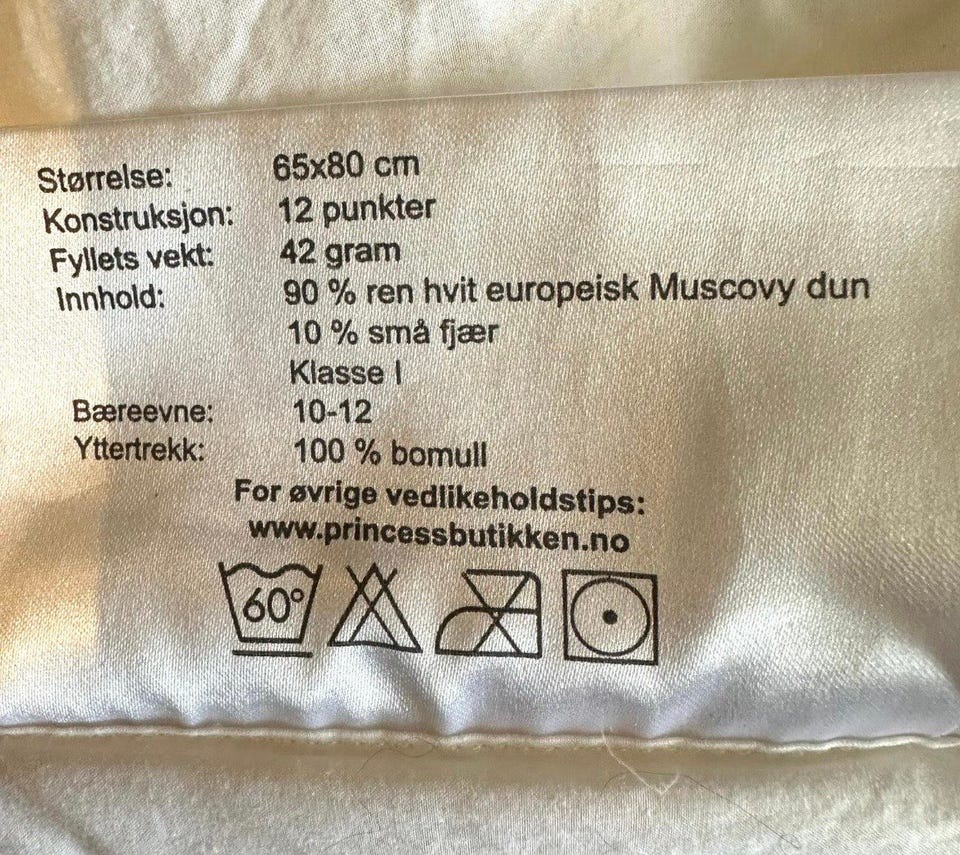 Størrelse: 65x80 cm
Konstruksjon: 12 punkter
Fyllets vekt: 42 gram
Innhold: 90 % ren hvit europeisk Muscovy dun
10 % små fjær
Klasse I
Bæreevne: 10-12
Yttertrekk: 100 % bomull
For øvrige vedlikeholdstips:
www.princessbutikken.no
60°